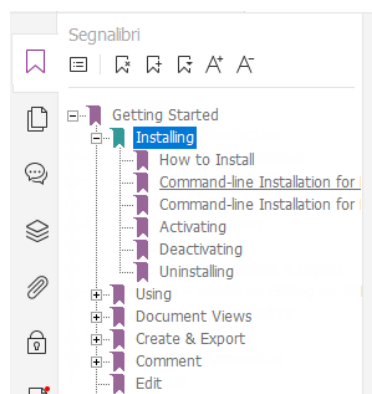 Segnalibri
A⁺ A⁻
Getting Started
Installing
How to Install
Command-line Installation for
Command-line Installation for
Activating
Deactivating
Uninstalling
Using
Document Views
Create & Export
Comment
Edit